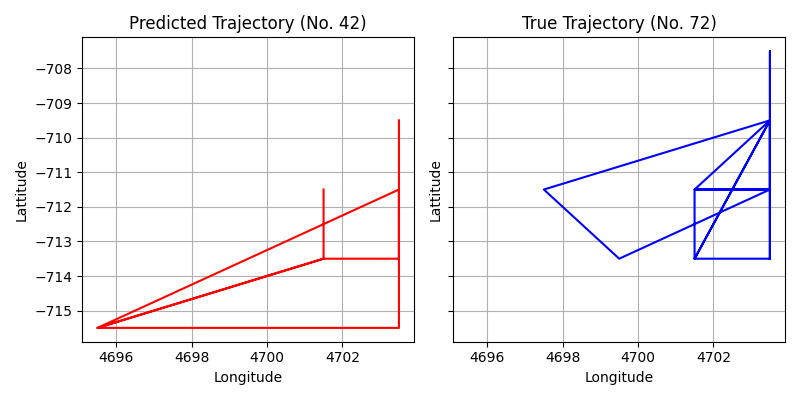 Predicted Trajectory (No. 42)
True Trajectory (No. 72)
−708
−709
−710
−711
−712
−713
−714
−715
Lattitude
Lattitude
4696 4698 4700 4702
4696 4698 4700 4702
Longitude
Longitude